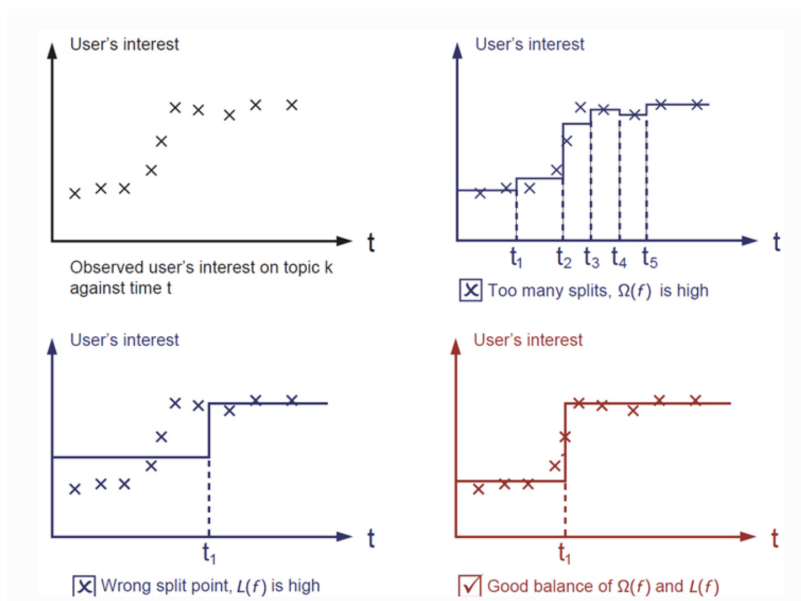 User's interest
t
Observed user's interest on topic k
against time t
User's interest
t
t₁ t₂ t₃ t₄ t₅
Too many splits, Ω(f) is high
User's interest
t
t₁
Wrong split point, L(f) is high
User's interest
t
t₁
Good balance of Ω(f) and L(f)